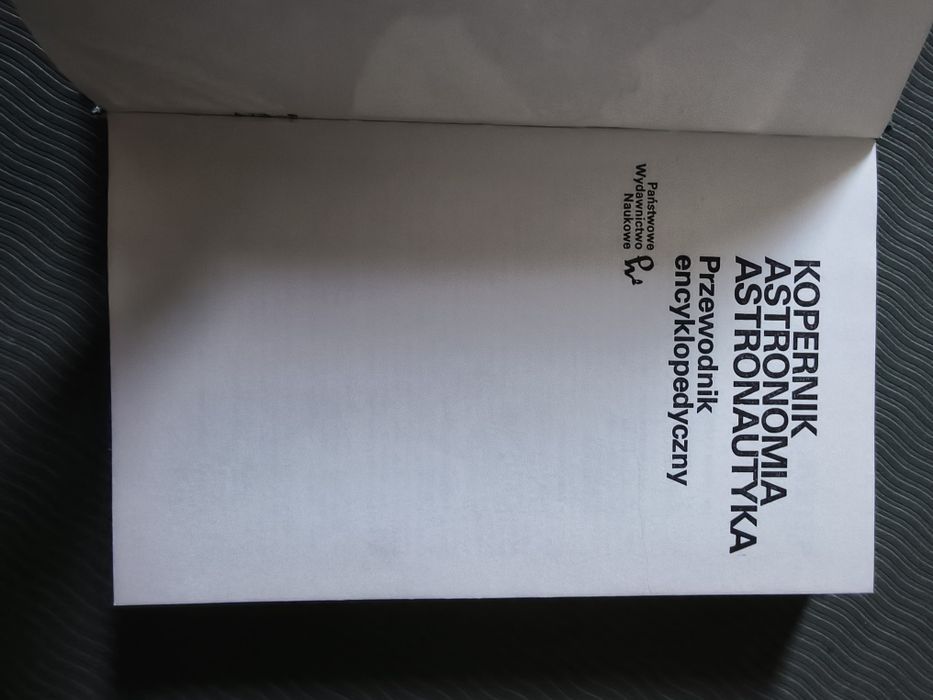 KOPERNIK
ASTRONOMIA
ASTRONAUTYKA
Przewodnik
encyklopedyczny
Państwowe
Wydawnictwo
Naukowe